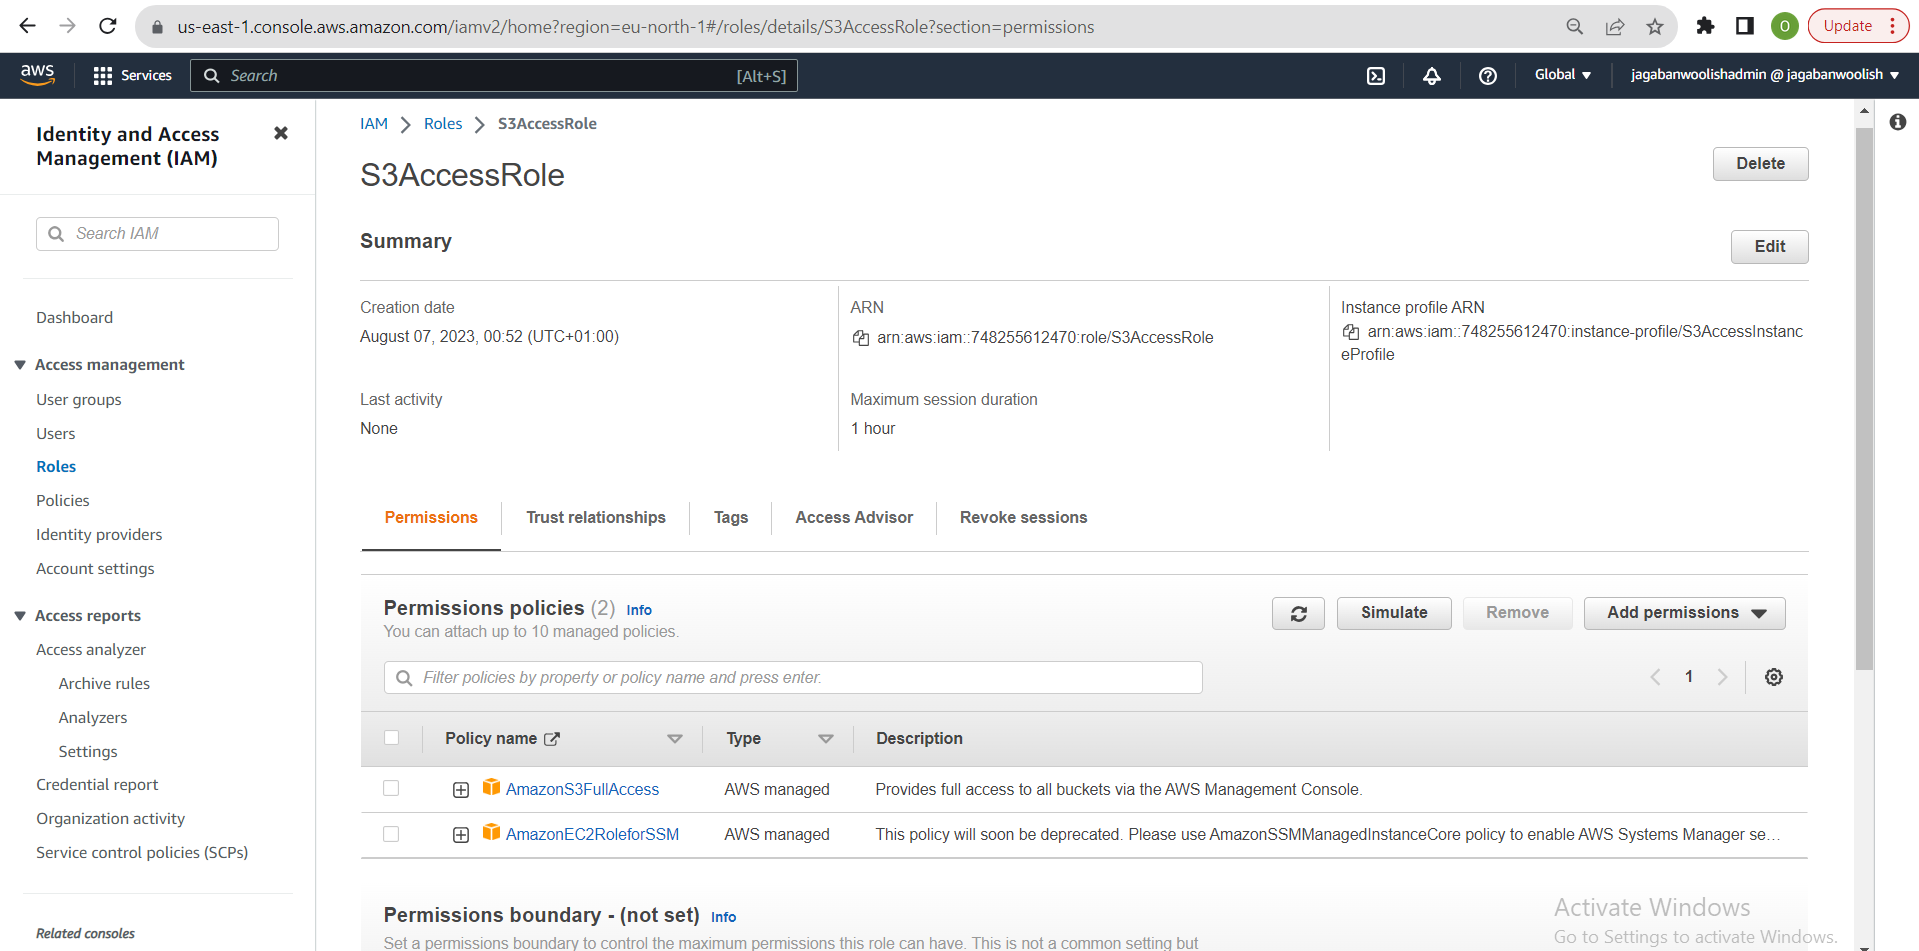 us-east-1.console.aws.amazon.com/iamv2/home?region=eu-north-1#/roles/details/S3AccessRole?section=permissions
O
Update
aws
Services
Search
[Alt+S]
Global
jagabanwoolishadmin @ jagabanwoolish
Identity and Access
Management (IAM)
Search IAM
Dashboard
Access management
User groups
Users
Roles
Policies
Identity providers
Account settings
Access reports
Access analyzer
Archive rules
Analyzers
Settings
Credential report
Organization activity
Service control policies (SCPs)
Related consoles
IAM > Roles > S3AccessRole
S3AccessRole
Delete
Summary
Edit
Creation date
August 07, 2023, 00:52 (UTC+01:00)
ARN
arn:aws:iam::748255612470:role/S3AccessRole
Instance profile ARN
arn:aws:iam::748255612470:instance-profile/S3AccessInstanc
eProfile
Last activity
None
Maximum session duration
1 hour
Permissions
Trust relationships
Tags
Access Advisor
Revoke sessions
Permissions policies (2) Info
You can attach up to 10 managed policies.
Simulate
Remove
Add permissions
Filter policies by property or policy name and press enter.
1
Policy name
Type
Description
AmazonS3FullAccess
AWS managed
Provides full access to all buckets via the AWS Management Console.
AmazonEC2RoleforSSM
AWS managed
This policy will soon be deprecated. Please use AmazonSSMManagedInstanceCore policy to enable AWS Systems Manager se...
Permissions boundary - (not set) Info
Set a permissions boundary to control the maximum permissions this role can have. This is not a common setting but
Activate Windows
Go to Settings to activate Windows.